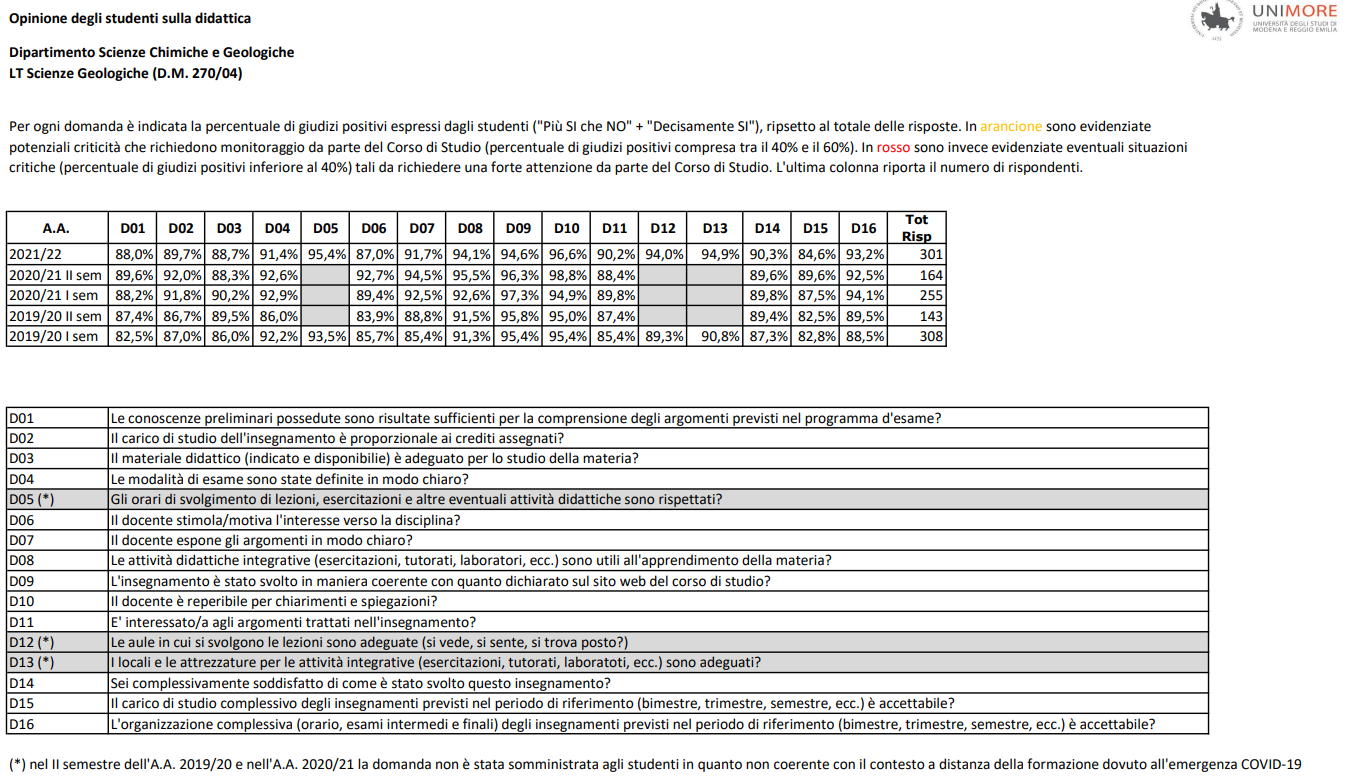 Opinione degli studenti sulla didattica
UNIMORE
UNIVERSITÀ DEGLI STUDI DI
MODENA E REGGIO EMILIA
1175
Dipartimento Scienze Chimiche e Geologiche
LT Scienze Geologiche (D.M. 270/04)
Per ogni domanda è indicata la percentuale di giudizi positivi espressi dagli studenti ("Più SI che NO" + "Decisamente SI"), ripsetto al totale delle risposte. In arancione sono evidenziate
potenziali criticità che richiedono monitoraggio da parte del Corso di Studio (percentuale di giudizi positivi compresa tra il 40% e il 60%). In rosso sono invece evidenziate eventuali situazioni
critiche (percentuale di giudizi positivi inferiore al 40%) tali da richiedere una forte attenzione da parte del Corso di Studio. L'ultima colonna riporta il numero di rispondenti.
A.A. D01 D02 D03 D04 D05 D06 D07 D08 D09 D10 D11 D12 D13 D14 D15 D16 Tot Risp
2021/22 88,0% 89,7% 88,7% 91,4% 95,4% 87,0% 91,7% 94,1% 94,6% 96,6% 90,2% 94,0% 94,9% 90,3% 84,6% 93,2% 301
2020/21 II sem 89,6% 92,0% 88,3% 92,6% 92,7% 94,5% 95,5% 96,3% 98,8% 88,4% 89,6% 89,6% 92,5% 164
2020/21 I sem 88,2% 91,8% 90,2% 92,9% 89,4% 92,5% 92,6% 97,3% 94,9% 89,8% 89,8% 87,5% 94,1% 255
2019/20 II sem 87,4% 86,7% 89,5% 86,0% 83,9% 88,8% 91,5% 95,8% 95,0% 87,4% 89,4% 82,5% 89,5% 143
2019/20 I sem 82,5% 87,0% 86,0% 92,2% 93,5% 85,7% 85,4% 91,3% 95,4% 95,4% 85,4% 89,3% 90,8% 87,3% 82,8% 88,5% 308
D01 Le conoscenze preliminari possedute sono risultate sufficienti per la comprensione degli argomenti previsti nel programma d'esame?
D02 Il carico di studio dell'insegnamento è proporzionale ai crediti assegnati?
D03 Il materiale didattico (indicato e disponibilie) è adeguato per lo studio della materia?
D04 Le modalità di esame sono state definite in modo chiaro?
D05 (*) Gli orari di svolgimento di lezioni, esercitazioni e altre eventuali attività didattiche sono rispettati?
D06 Il docente stimola/motiva l'interesse verso la disciplina?
D07 Il docente espone gli argomenti in modo chiaro?
D08 Le attività didattiche integrative (esercitazioni, tutorati, laboratori, ecc.) sono utili all'apprendimento della materia?
D09 L'insegnamento è stato svolto in maniera coerente con quanto dichiarato sul sito web del corso di studio?
D10 Il docente è reperibile per chiarimenti e spiegazioni?
D11 E' interessato/a agli argomenti trattati nell'insegnamento?
D12 (*) Le aule in cui si svolgono le lezioni sono adeguate (si vede, si sente, si trova posto?)
D13 (*) I locali e le attrezzature per le attività integrative (esercitazioni, tutorati, laboratoti, ecc.) sono adeguati?
D14 Sei complessivamente soddisfatto di come è stato svolto questo insegnamento?
D15 Il carico di studio complessivo degli insegnamenti previsti nel periodo di riferimento (bimestre, trimestre, semestre, ecc.) è accettabile?
D16 L'organizzazione complessiva (orario, esami intermedi e finali) degli insegnamenti previsti nel periodo di riferimento (bimestre, trimestre, semestre, ecc.) è accettabile?
(*) nel II semestre dell'A.A. 2019/20 e nell'A.A. 2020/21 la domanda non è stata somministrata agli studenti in quanto non coerente con il contesto a distanza della formazione dovuto all'emergenza COVID-19